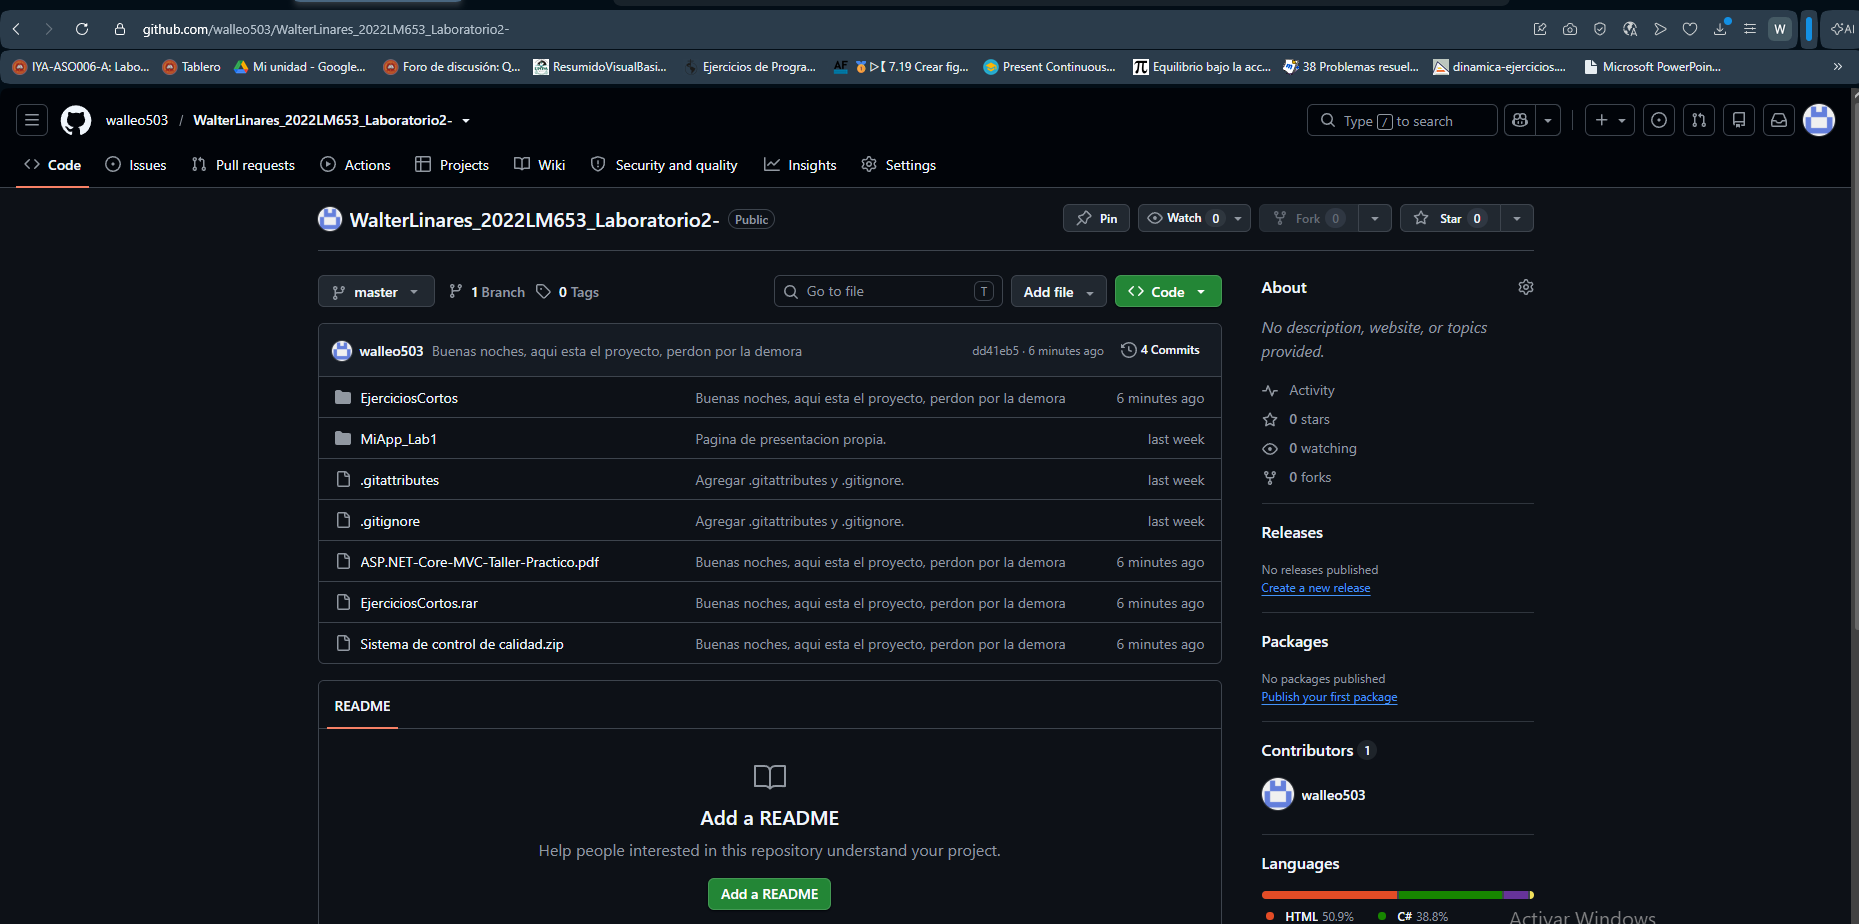 github.com/walleo503/WalterLinares_2022LM653_Laboratorio2-
W
AI
IYA-ASO006-A: Labo...
Tablero
Mi unidad - Google...
Foro de discusión: Q...
ResumidoVisualBasi...
Ejercicios de Progra...
AF
7.19 Crear fig...
Present Continuous...
Equilibrio bajo la acc...
38 Problemas resuel...
dinamica-ejercicios....
Microsoft PowerPoin...
»
walleo503 / WalterLinares_2022LM653_Laboratorio2-
Type / to search
Code
Issues
Pull requests
Actions
Projects
Wiki
Security and quality
Insights
Settings
WalterLinares_2022LM653_Laboratorio2-
Public
Pin
Watch 0
Fork 0
Star 0
master
1 Branch
0 Tags
Go to file
T
Add file
Code
walleo503 Buenas noches, aqui esta el proyecto, perdon por la demora
dd41eb5 · 6 minutes ago
4 Commits
EjerciciosCortos
Buenas noches, aqui esta el proyecto, perdon por la demora
6 minutes ago
MiApp_Lab1
Pagina de presentacion propia.
last week
.gitattributes
Agregar .gitattributes y .gitignore.
last week
.gitignore
Agregar .gitattributes y .gitignore.
last week
ASP.NET-Core-MVC-Taller-Practico.pdf
Buenas noches, aqui esta el proyecto, perdon por la demora
6 minutes ago
EjerciciosCortos.rar
Buenas noches, aqui esta el proyecto, perdon por la demora
6 minutes ago
Sistema de control de calidad.zip
Buenas noches, aqui esta el proyecto, perdon por la demora
6 minutes ago
README
Add a README
Help people interested in this repository understand your project.
Add a README
About
No description, website, or topics
provided.
Activity
0 stars
0 watching
0 forks
Releases
No releases published
Create a new release
Packages
No packages published
Publish your first package
Contributors 1
walleo503
Languages
HTML 50.9%
C# 38.8%
Activar Windows